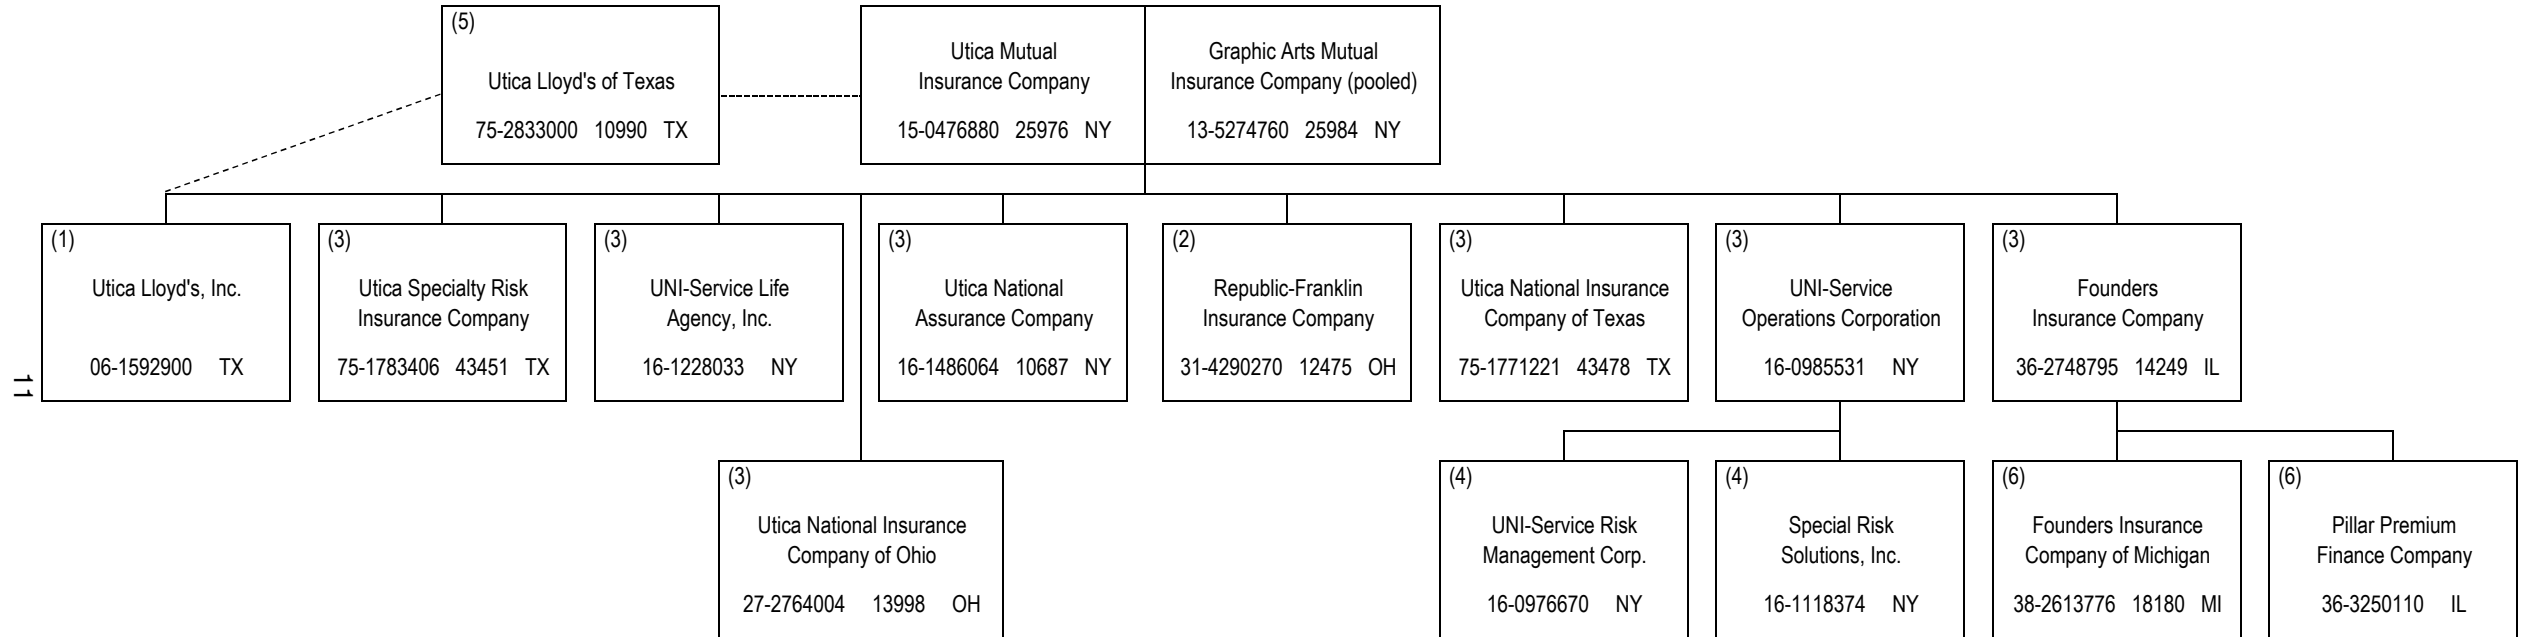 (5)
Utica Lloyd's of Texas
75-2833000 10990 TX
Utica Mutual
Insurance Company
15-0476880 25976 NY
Graphic Arts Mutual
Insurance Company (pooled)
13-5274760 25984 NY
(1)
Utica Lloyd's, Inc.
06-1592900 TX
(3)
Utica Specialty Risk
Insurance Company
75-1783406 43451 TX
(3)
UNI-Service Life
Agency, Inc.
16-1228033 NY
(3)
Utica National
Assurance Company
16-1486064 10687 NY
(2)
Republic-Franklin
Insurance Company
31-4290270 12475 OH
(3)
Utica National Insurance
Company of Texas
75-1771221 43478 TX
(3)
UNI-Service
Operations Corporation
16-0985531 NY
(3)
Founders
Insurance Company
36-2748795 14249 IL
11
(3)
Utica National Insurance
Company of Ohio
27-2764004 13998 OH
(4)
UNI-Service Risk
Management Corp.
16-0976670 NY
(4)
Special Risk
Solutions, Inc.
16-1118374 NY
(6)
Founders Insurance
Company of Michigan
38-2613776 18180 MI
(6)
Pillar Premium
Finance Company
36-3250110 IL